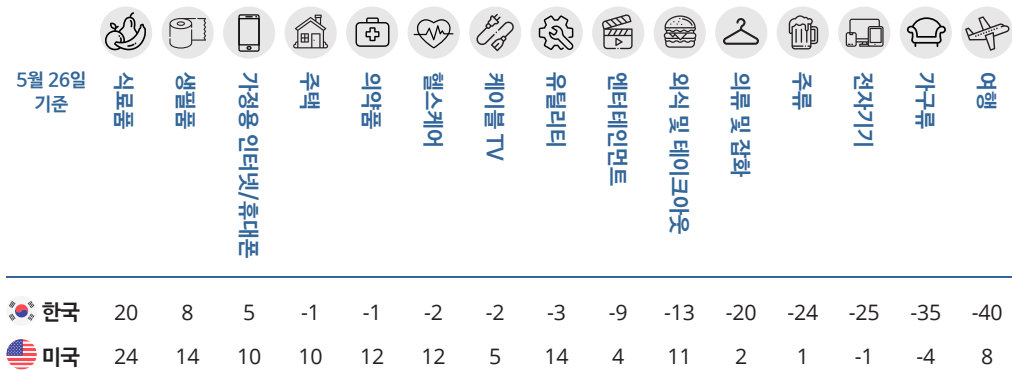 5월 26일
기준
식료품
생필품
가정용 인터넷/휴대폰
주택
의약품
헬스케어
케이블 TV
유틸리티
엔터테인먼트
외식 및 테이크아웃
의류 및 잡화
주류
전자기기
가구류
여행
한국 20 8 5 -1 -1 -2 -2 -3 -9 -13 -20 -24 -25 -35 -40
미국 24 14 10 10 12 12 5 14 4 11 2 1 -1 -4 8